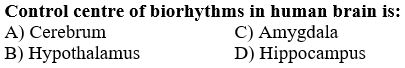 Control centre of biorhythms in human brain is:
A) Cerebrum C) Amygdala
B) Hypothalamus D) Hippocampus